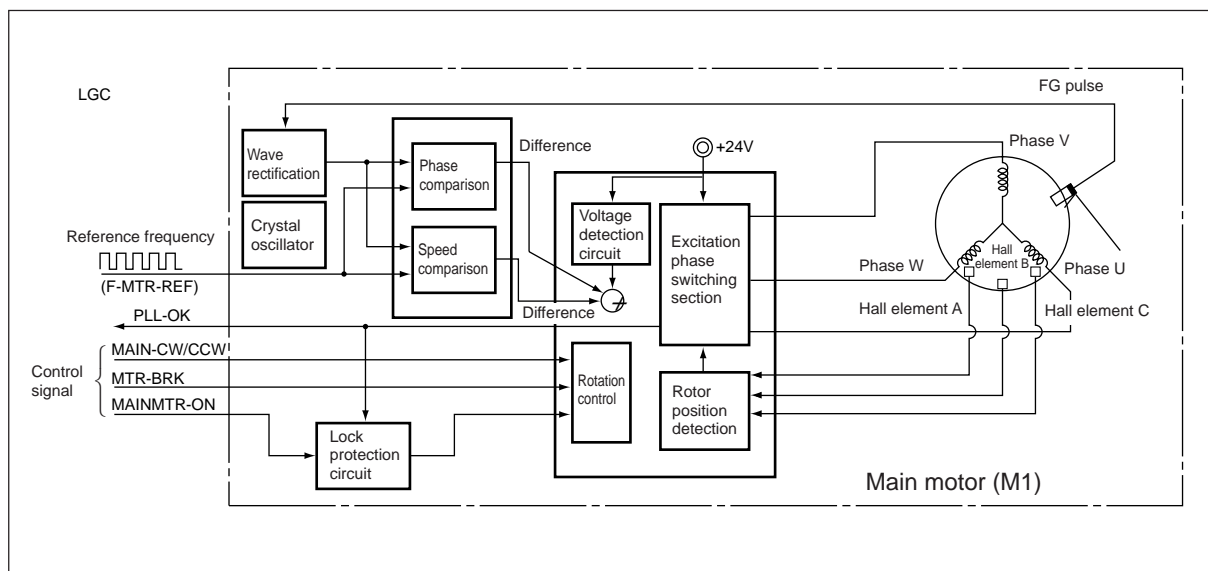 LGC
FG pulse
Wave
rectification
Phase
comparison
Difference
+24V
Phase V
Crystal
oscillator
Voltage
detection
circuit
Excitation
phase
switching
section
Reference frequency
(F-MTR-REF)
Speed
comparison
Difference
Hall
element B
Phase W
Phase U
Hall element A
Hall element C
PLL-OK
Control
signal
MAIN-CW/CCW
MTR-BRK
MAINMTR-ON
Rotation
control
Rotor
position
detection
Lock
protection
circuit
Main motor (M1)